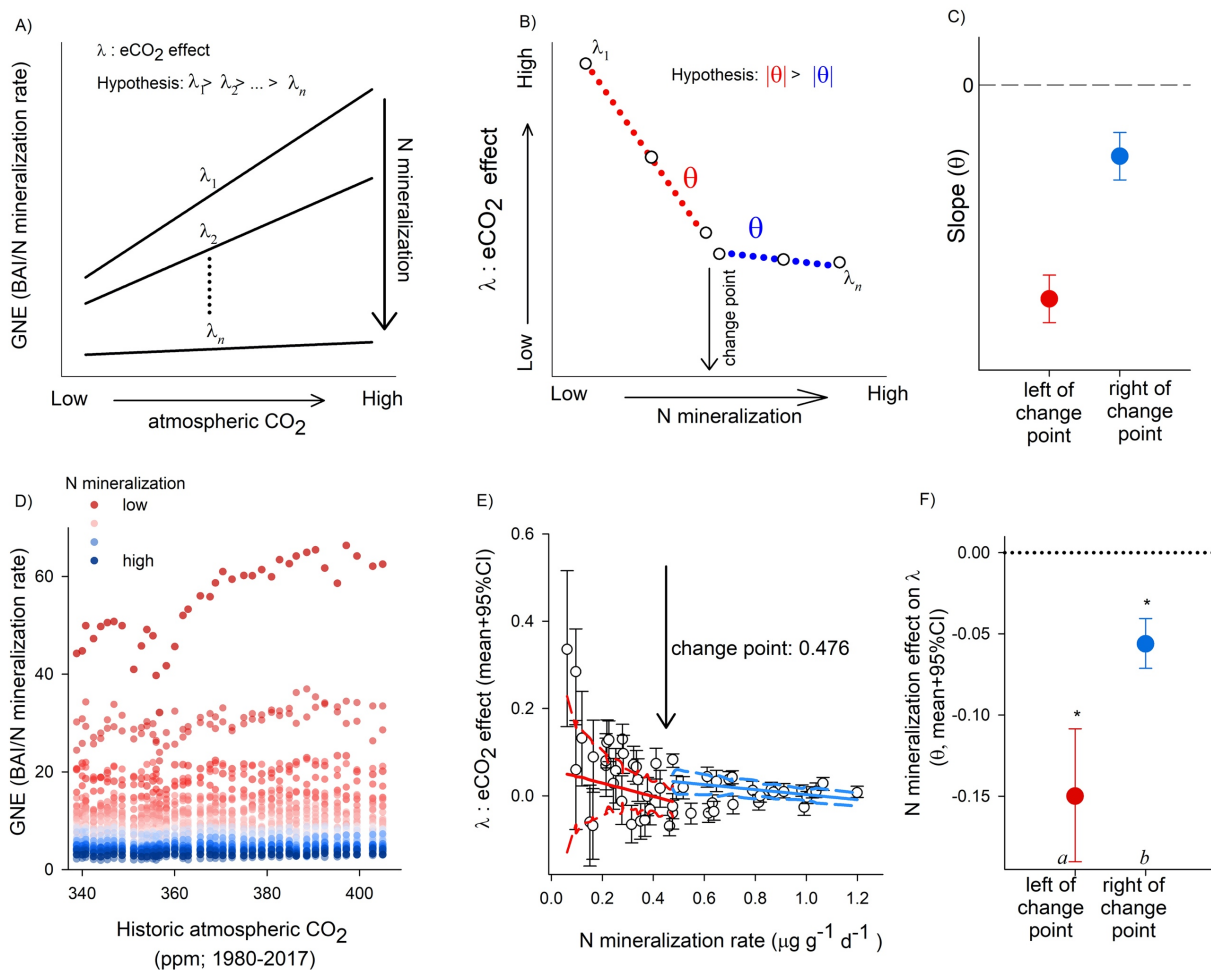 A)
λ : eCO2 effect
Hypothesis: λ1> λ2> ... > λn
λ1
λ2
λn
N mineralization
GNE (BAI/N mineralization rate)
Low
High
atmospheric CO2
B)
λ1
Hypothesis: |θ| > |θ|
θ
θ
λn
change point
High
Low
λ : eCO2 effect
Low
High
N mineralization
C)
0
Slope (θ)
left of
change
point
right of
change
point
N mineralization
D)
low
high
60
40
20
0
GNE (BAI/N mineralization rate)
340
360
380
400
Historic atmospheric CO2
(ppm; 1980-2017)
E)
0.6
0.4
0.2
0.0
λ : eCO2 effect (mean+95%CI)
change point: 0.476
0.0
0.2
0.4
0.6
0.8
1.0
1.2
N mineralization rate (μg g-1 d-1 )
F)
0.00
-0.05
-0.10
-0.15
N mineralization effect on λ
(θ, mean+95%CI)
*
*
a
b
left of
change
point
right of
change
point